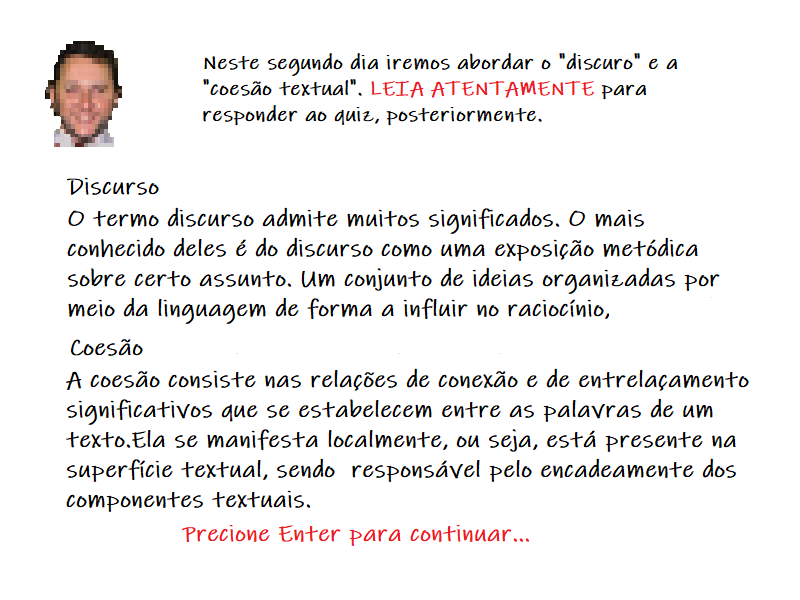 Neste segundo dia iremos abordar o "discuro" e a
"coesão textual". LEIA ATENTAMENTE para
responder ao quiz, posteriormente.
Discurso
O termo discurso admite muitos significados. O mais
conhecido deles é do discurso como uma exposição metódica
sobre certo assunto. Um conjunto de ideias organizadas por
meio da linguagem de forma a influir no raciocínio,
Coesão
A coesão consiste nas relações de conexão e de entrelaçamento
significativos que se estabelecem entre as palavras de um
texto.Ela se manifesta localmente, ou seja, está presente na
superfície textual, sendo  responsável pelo encadeamente dos
componentes textuais.
Precione Enter para continuar...